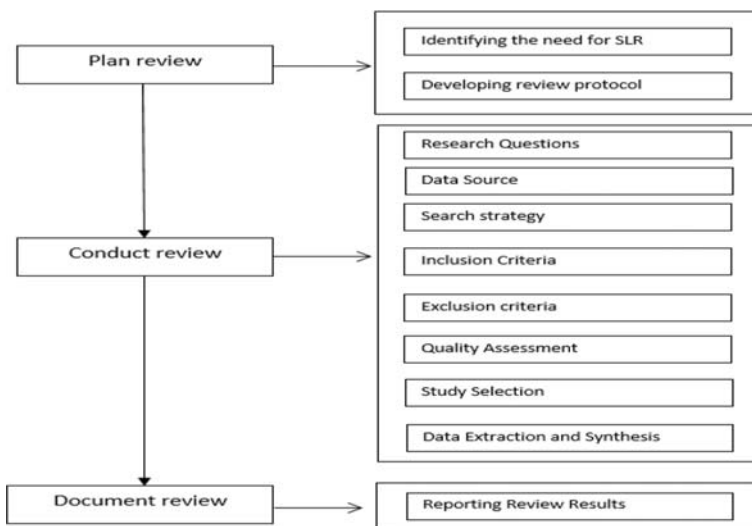 Plan review
Identifying the need for SLR
Developing review protocol
Conduct review
Research Questions
Data Source
Search strategy
Inclusion Criteria
Exclusion criteria
Quality Assessment
Study Selection
Data Extraction and Synthesis
Document review
Reporting Review Results